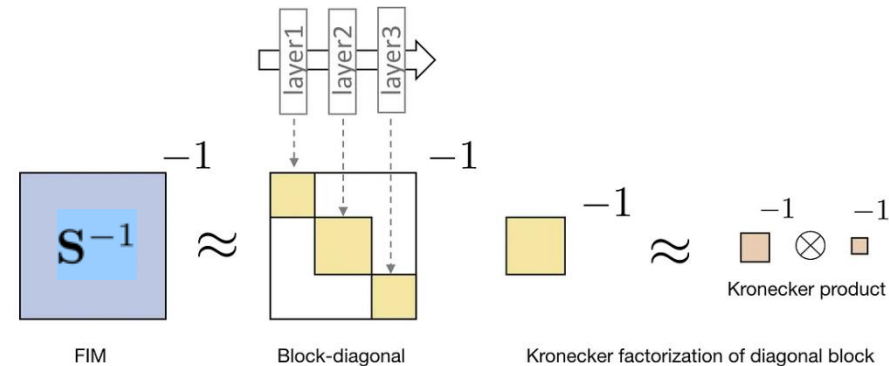 layer1
layer2
layer3
S⁻¹
−1
≈
−1
−1
≈
−1
⊗
−1
Kronecker product
FIM
Block-diagonal
Kronecker factorization of diagonal block